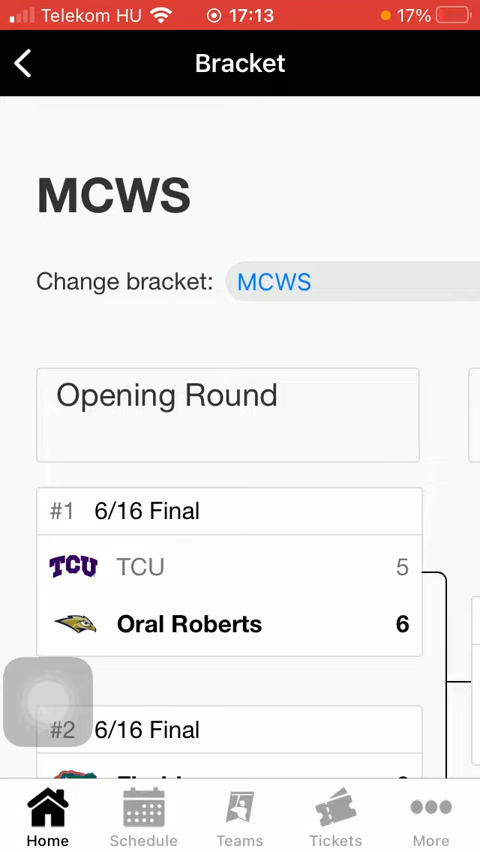 Telekom HU 17:13 17%
Bracket
MCWS
Change bracket: MCWS
Opening Round
#1 6/16 Final
TCU TCU 5
Oral Roberts 6
#2 6/16 Final
Home Schedule Teams Tickets More